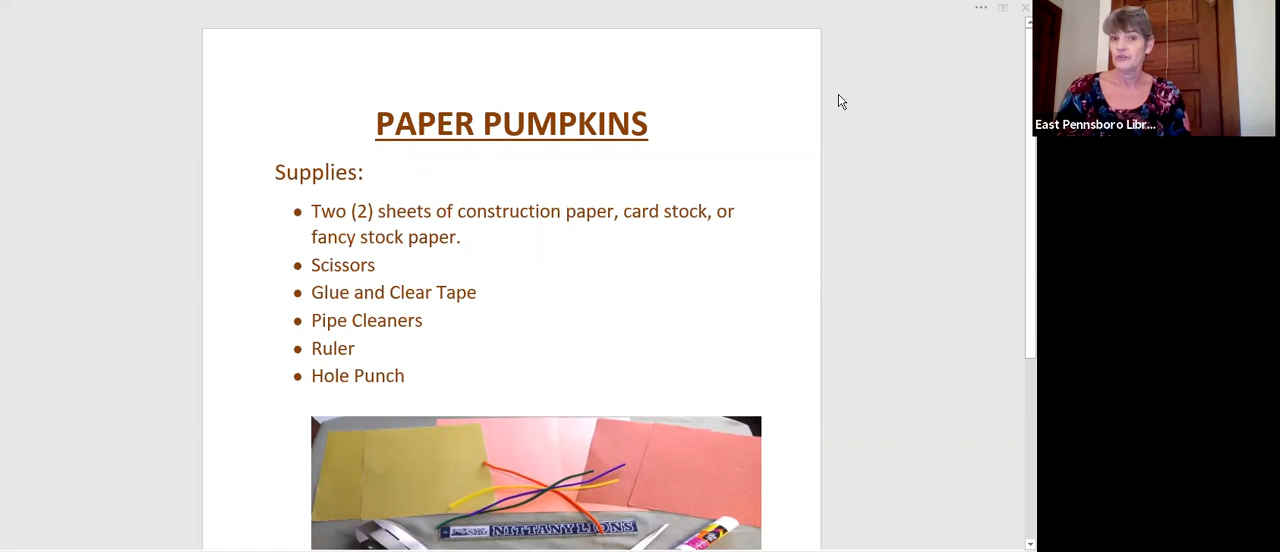 PAPER PUMPKINS
Supplies:
• Two (2) sheets of construction paper, card stock, or
fancy stock paper.
• Scissors
• Glue and Clear Tape
• Pipe Cleaners
• Ruler
• Hole Punch
NITTANY LIONS
East Pennsboro Libr...